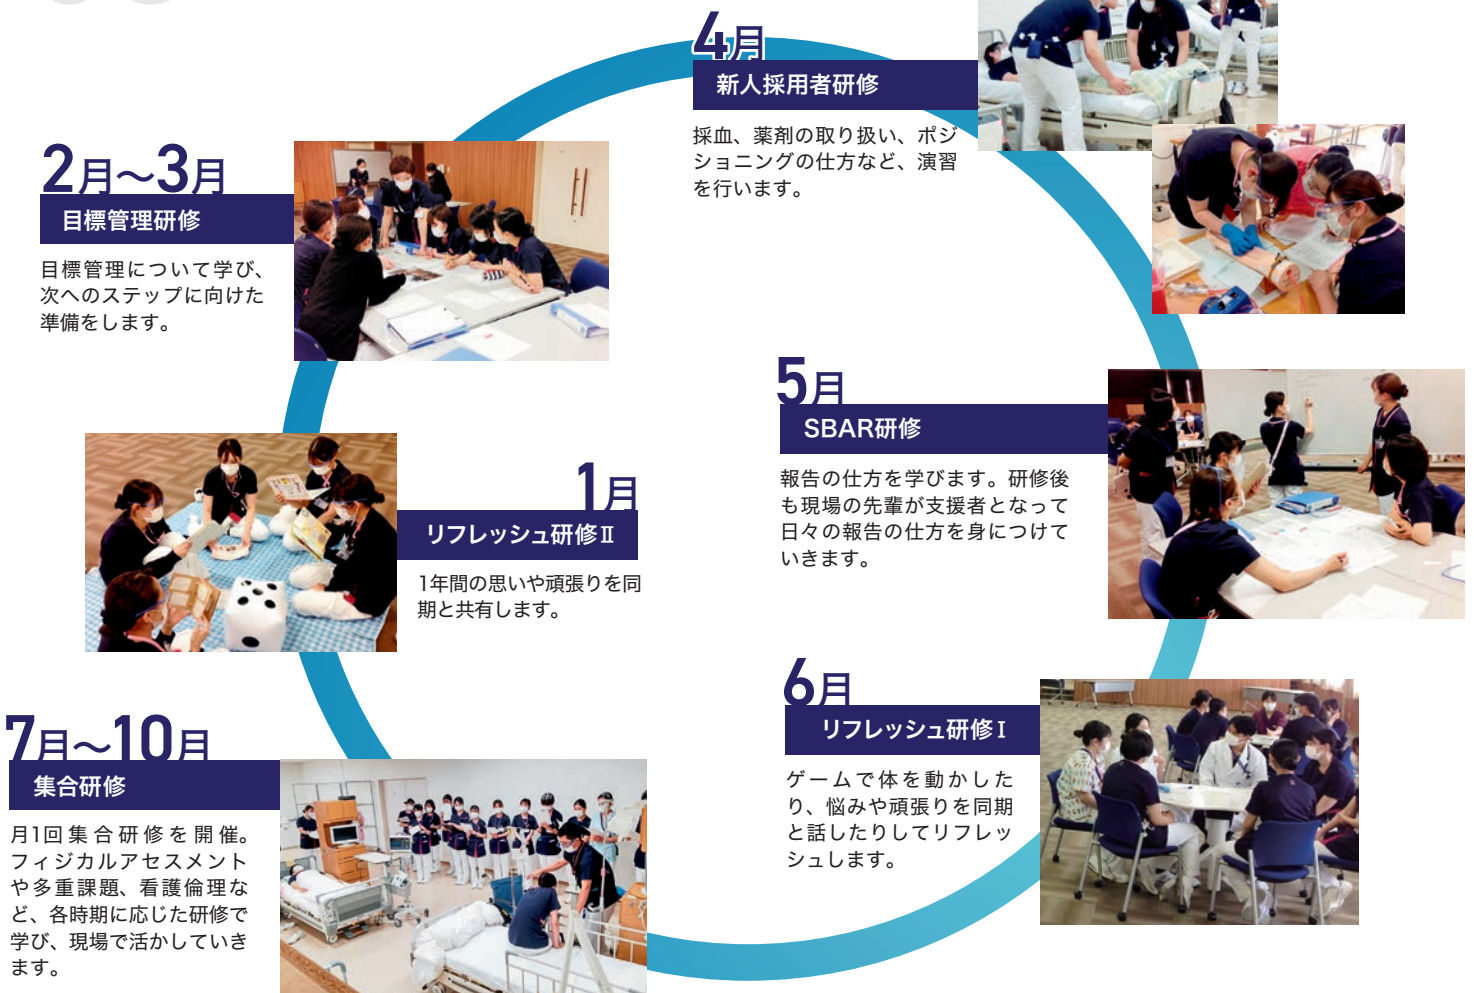 4月
新人採用者研修
採血、薬剤の取り扱い、ポジ
ショニングの仕方など、演習
を行います。
5月
SBAR研修
報告の仕方を学びます。研修後
も現場の先輩が支援者となって
日々の報告の仕方を身につけて
いきます。
6月
リフレッシュ研修Ⅰ
ゲームで体を動かした
り、悩みや頑張りを同期
と話したりしてリフレッ
シュします。
7月～10月
集合研修
月1回集合研修を開催。
フィジカルアセスメント
や多重課題、看護倫理な
ど、各時期に応じた研修で
学び、現場で活かしていき
ます。
1月
リフレッシュ研修Ⅱ
1年間の思いや頑張りを同
期と共有します。
2月～3月
目標管理研修
目標管理について学び、
次へのステップに向けた
準備をします。